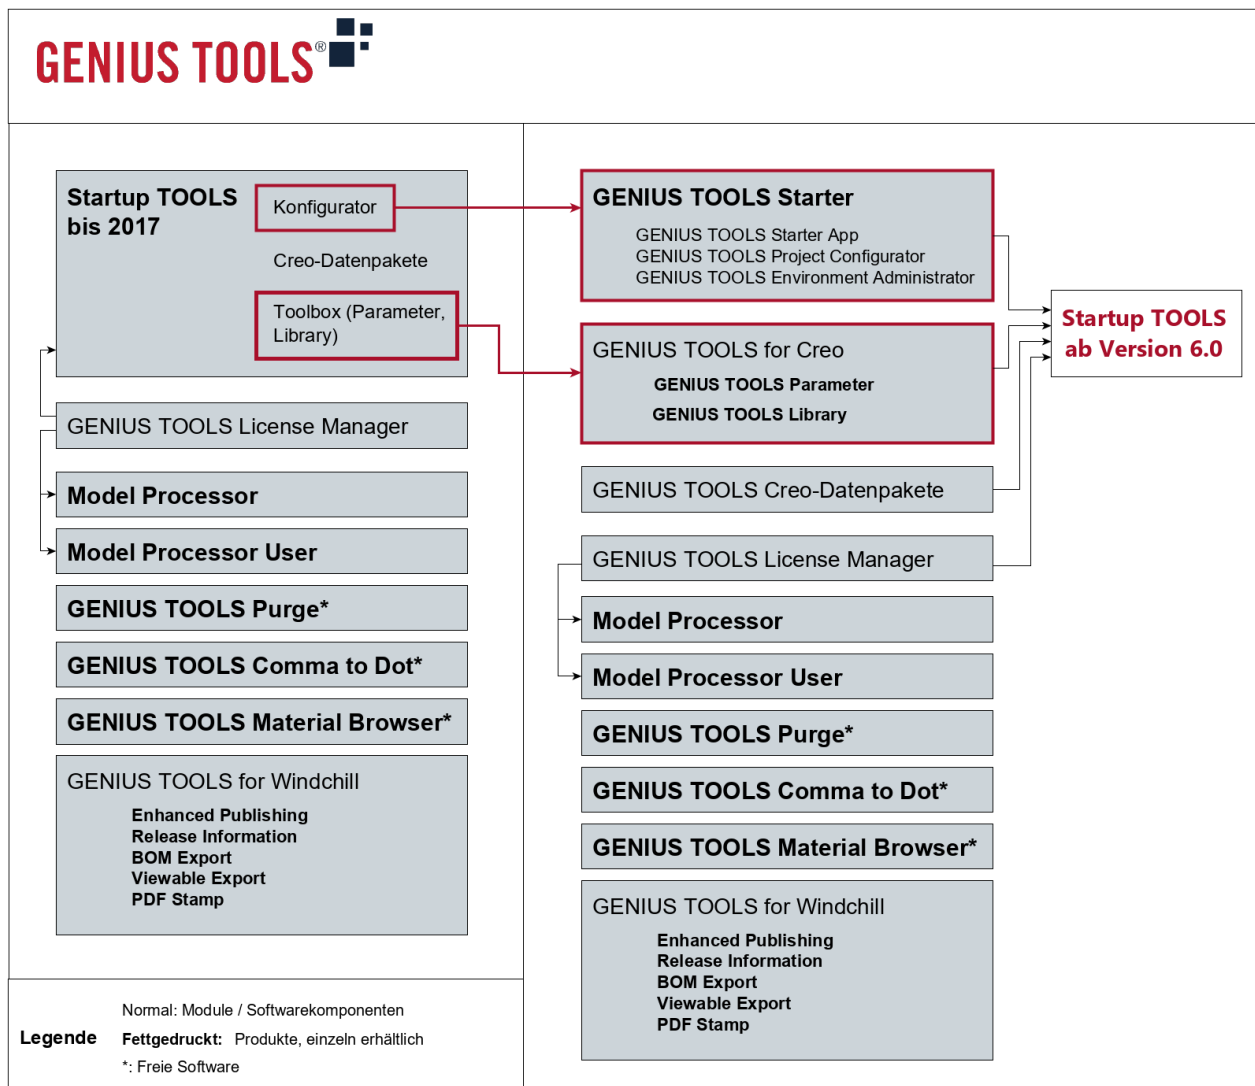 GENIUS TOOLS®
Startup TOOLS
bis 2017
Konfigurator
Creo-Datenpakete
Toolbox (Parameter,
Library)
GENIUS TOOLS License Manager
Model Processor
Model Processor User
GENIUS TOOLS Purge*
GENIUS TOOLS Comma to Dot*
GENIUS TOOLS Material Browser*
GENIUS TOOLS for Windchill
Enhanced Publishing
Release Information
BOM Export
Viewable Export
PDF Stamp
GENIUS TOOLS Starter
GENIUS TOOLS Starter App
GENIUS TOOLS Project Configurator
GENIUS TOOLS Environment Administrator
GENIUS TOOLS for Creo
GENIUS TOOLS Parameter
GENIUS TOOLS Library
GENIUS TOOLS Creo-Datenpakete
GENIUS TOOLS License Manager
Model Processor
Model Processor User
GENIUS TOOLS Purge*
GENIUS TOOLS Comma to Dot*
GENIUS TOOLS Material Browser*
GENIUS TOOLS for Windchill
Enhanced Publishing
Release Information
BOM Export
Viewable Export
PDF Stamp
Startup TOOLS
ab Version 6.0
Legende
Normal: Module / Softwarekomponenten
Fettgedruckt: Produkte, einzeln erhältlich
*: Freie Software